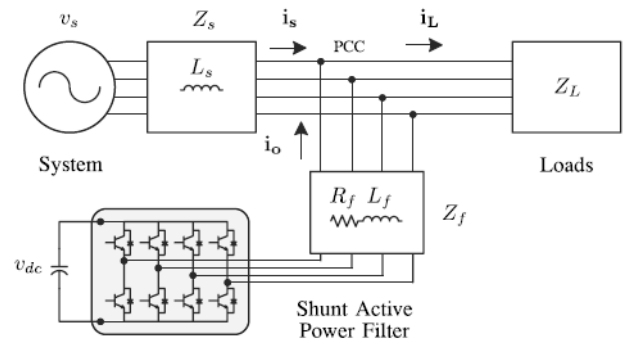 v_s
Z_s
i_s
PCC
i_L
L_s
Z_L
System
i_o
Loads
R_f L_f
Z_f
v_dc
Shunt Active
Power Filter